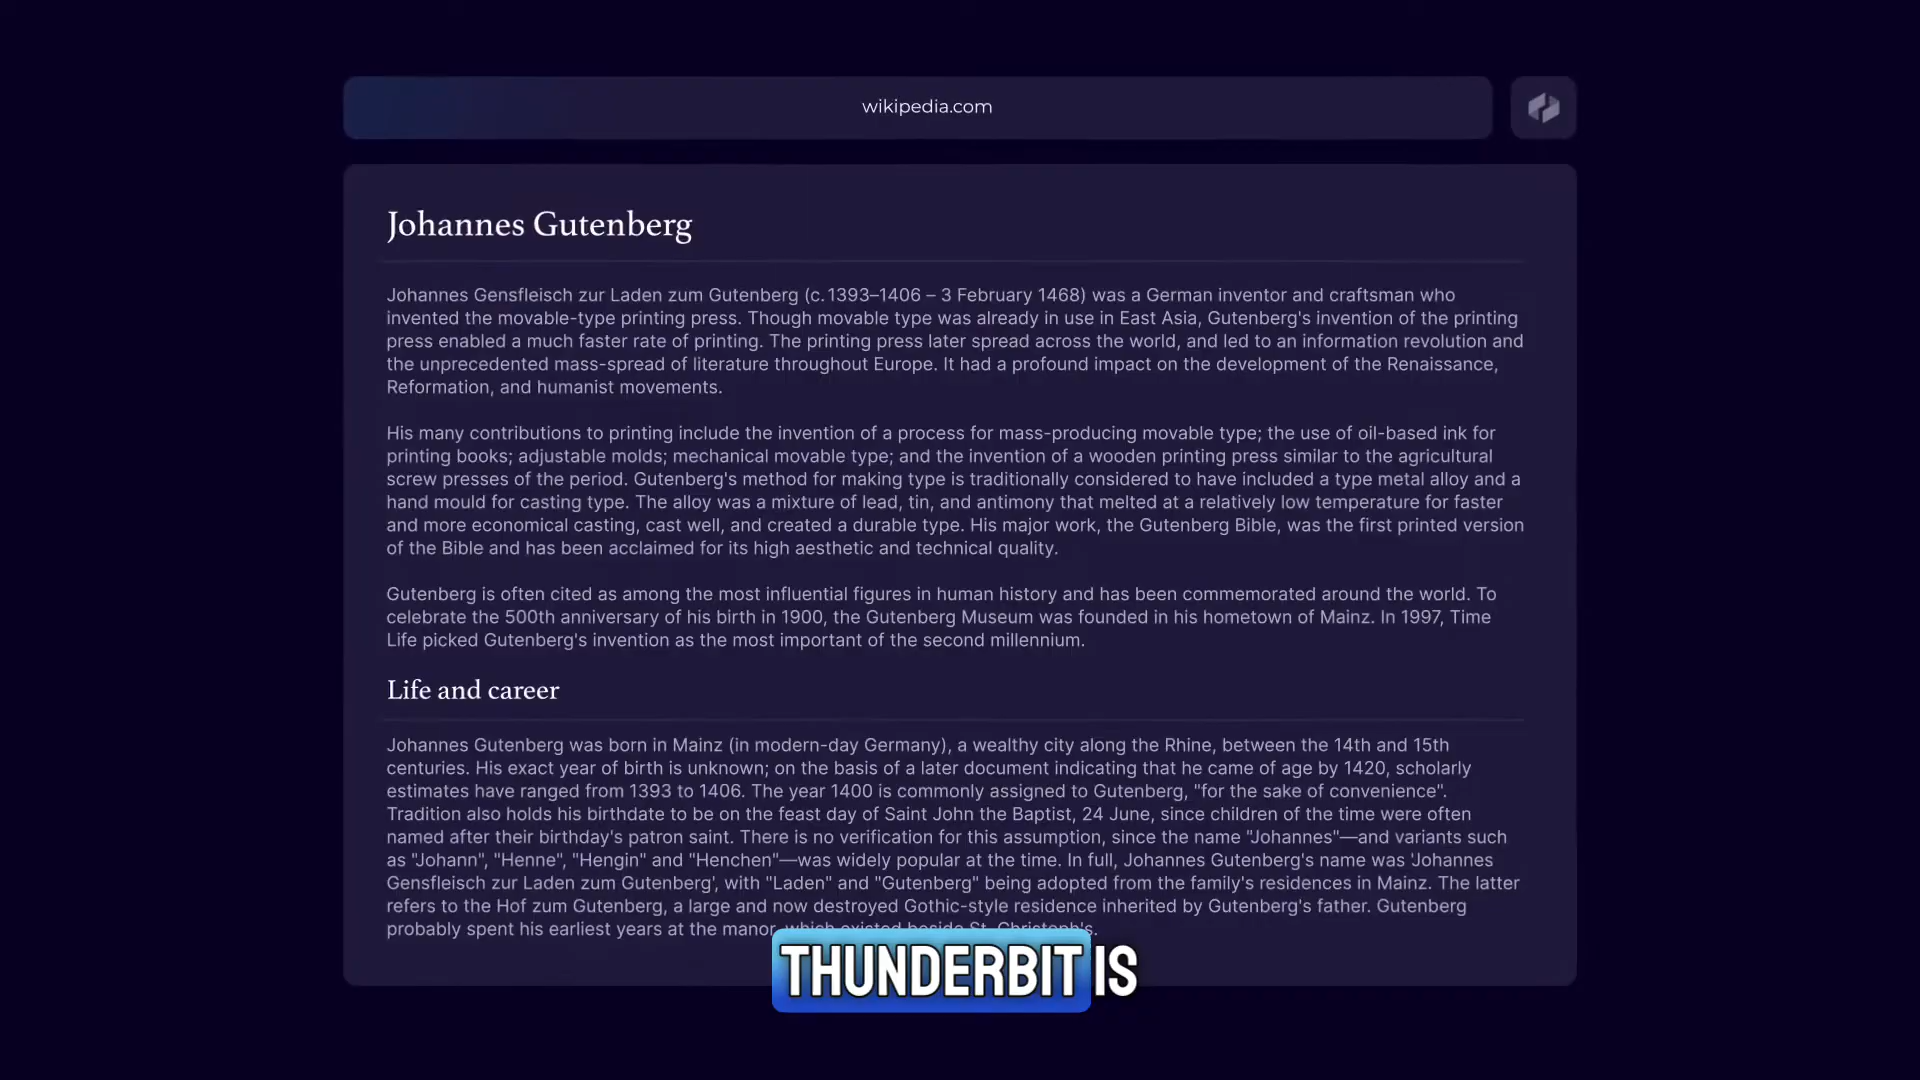 wikipedia.com
Johannes Gutenberg
Johannes Gensfleisch zur Laden zum Gutenberg (c. 1393–1406 – 3 February 1468) was a German inventor and craftsman who
invented the movable-type printing press. Though movable type was already in use in East Asia, Gutenberg's invention of the printing
press enabled a much faster rate of printing. The printing press later spread across the world, and led to an information revolution and
the unprecedented mass-spread of literature throughout Europe. It had a profound impact on the development of the Renaissance,
Reformation, and humanist movements.
His many contributions to printing include the invention of a process for mass-producing movable type; the use of oil-based ink for
printing books; adjustable molds; mechanical movable type; and the invention of a wooden printing press similar to the agricultural
screw presses of the period. Gutenberg's method for making type is traditionally considered to have included a type metal alloy and a
hand mould for casting type. The alloy was a mixture of lead, tin, and antimony that melted at a relatively low temperature for faster
and more economical casting, cast well, and created a durable type. His major work, the Gutenberg Bible, was the first printed version
of the Bible and has been acclaimed for its high aesthetic and technical quality.
Gutenberg is often cited as among the most influential figures in human history and has been commemorated around the world. To
celebrate the 500th anniversary of his birth in 1900, the Gutenberg Museum was founded in his hometown of Mainz. In 1997, Time
Life picked Gutenberg's invention as the most important of the second millennium.
Life and career
Johannes Gutenberg was born in Mainz (in modern-day Germany), a wealthy city along the Rhine, between the 14th and 15th
centuries. His exact year of birth is unknown; on the basis of a later document indicating that he came of age by 1420, scholarly
estimates have ranged from 1393 to 1406. The year 1400 is commonly assigned to Gutenberg, "for the sake of convenience".
Tradition also holds his birthdate to be on the feast day of Saint John the Baptist, 24 June, since children of the time were often
named after their birthday's patron saint. There is no verification for this assumption, since the name "Johannes"—and variants such
as "Johann", "Henne", "Hengin" and "Henchen"—was widely popular at the time. In full, Johannes Gutenberg's name was 'Johannes
Gensfleisch zur Laden zum Gutenberg', with "Laden" and "Gutenberg" being adopted from the family's residences in Mainz. The latter
refers to the Hof zum Gutenberg, a large and now destroyed Gothic-style residence inherited by Gutenberg's father. Gutenberg
probably spent his earliest years at the manor, which existed beside St. Christoph's.
THUNDERBIT IS